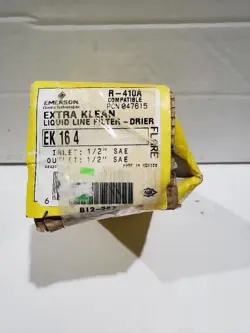 EMERSON
Climate Technologies
R-410A
COMPATIBLE
PCN 047615
EXTRA KLEAN
LIQUID LINE FILTER-DRIER
FLARE
EK 16 4
INLET: 1/2" SAE
OUTLET: 1/2" SAE
MADE IN MEXICO
6